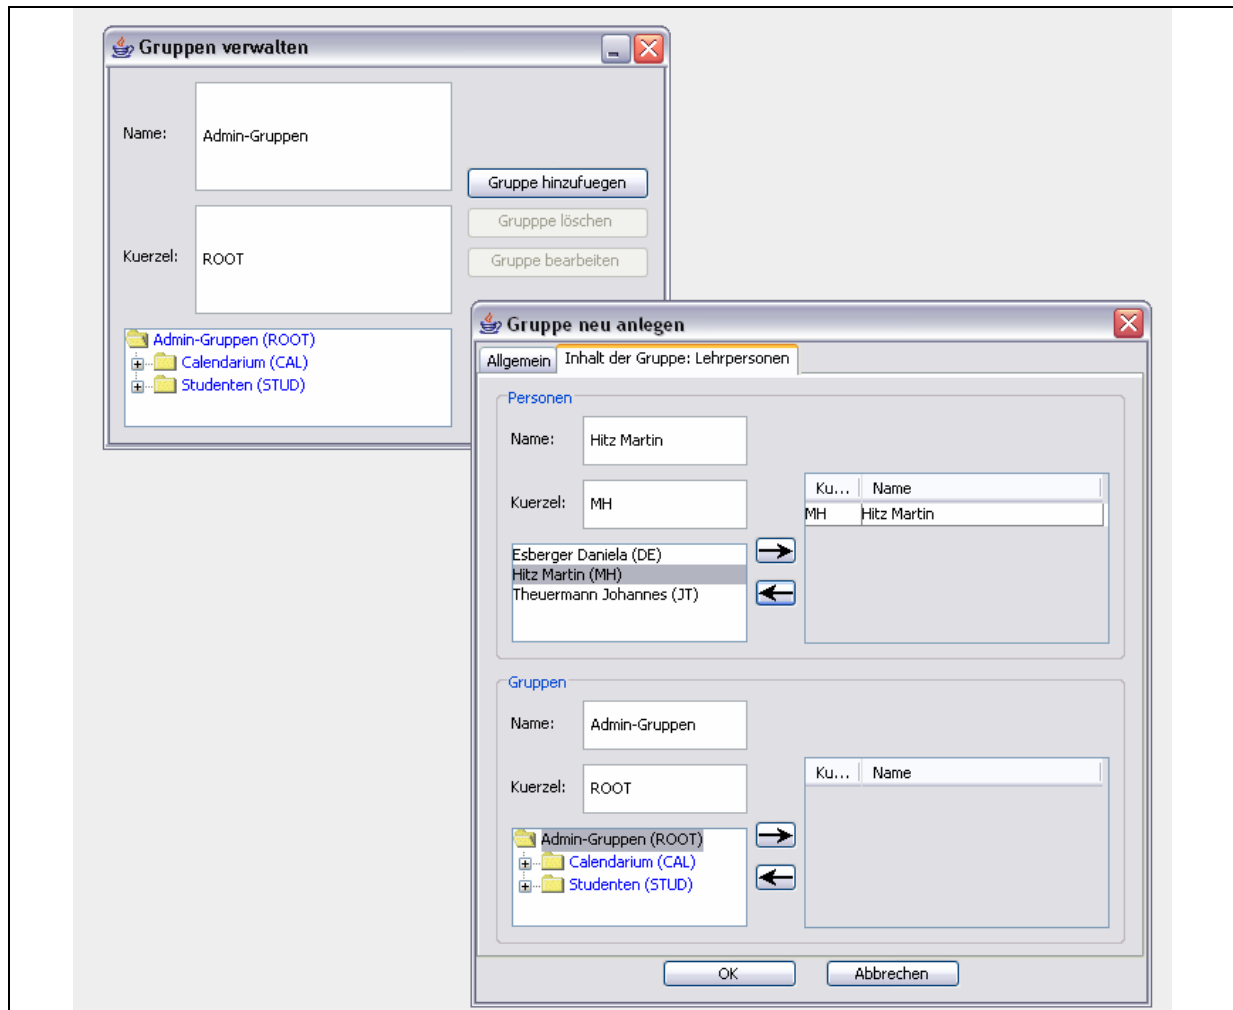 Gruppen verwalten
Name:
Admin-Gruppen
Gruppe hinzufuegen
Grupppe löschen
Kuerzel:
ROOT
Gruppe bearbeiten
Admin-Gruppen (ROOT)
Calendarium (CAL)
Studenten (STUD)
Gruppe neu anlegen
Allgemein
Inhalt der Gruppe: Lehrpersonen
Personen
Name:
Hitz Martin
Kuerzel:
MH
Ku... Name
MH Hitz Martin
Esberger Daniela (DE)
Hitz Martin (MH)
Theuermann Johannes (JT)
Gruppen
Name:
Admin-Gruppen
Kuerzel:
ROOT
Ku... Name
Admin-Gruppen (ROOT)
Calendarium (CAL)
Studenten (STUD)
OK
Abbrechen